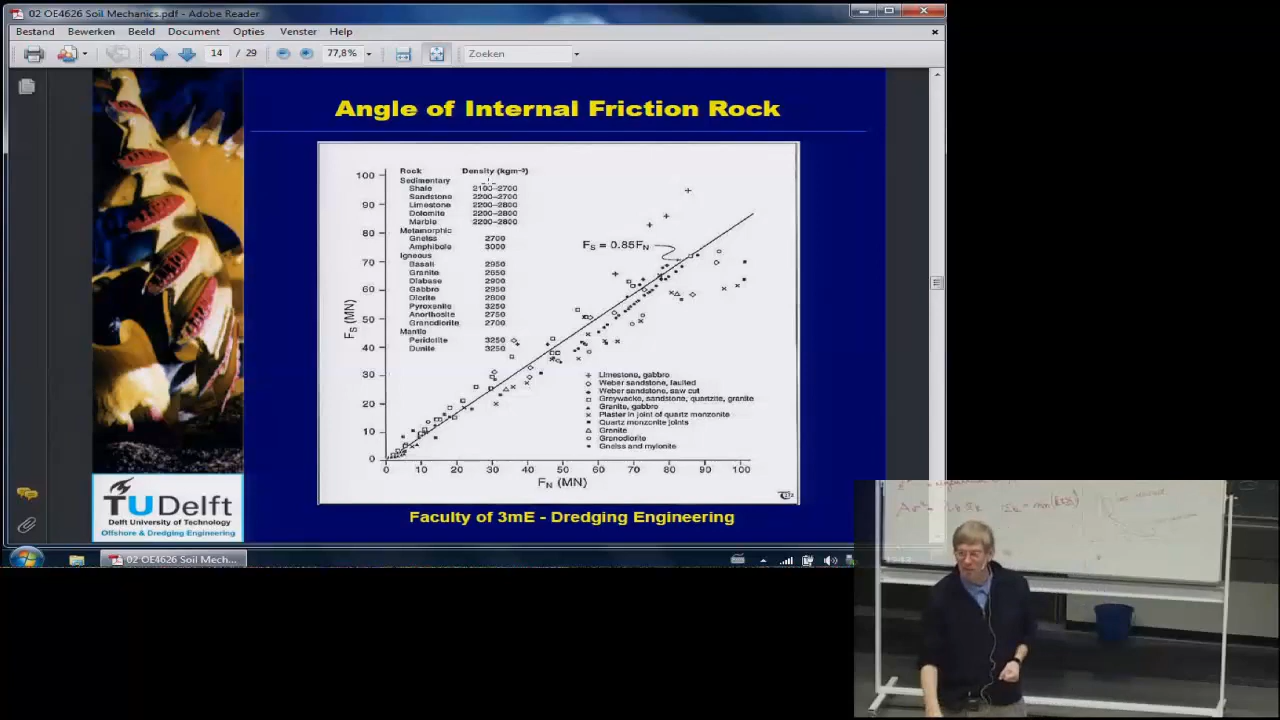 02 OE4626 Soil Mechanics.pdf - Adobe Reader
Bestand Bewerken Beeld Document Opties Venster Help
14 / 29 77,8% Zoeken
Angle of Internal Friction Rock
Rock Density (kgm-3)
Sedimentary
Shale 2100-2700
Sandstone 2200-2700
Limestone 2200-2800
Dolomite 2200-2800
Marble 2200-2800
Metamorphic
Gneiss 2700
Amphibole 3000
Igneous
Basalt 2950
Granite 2650
Diabase 2900
Gabbro 2950
Diorite 2800
Pyroxenite 3250
Anorthosite 2750
Granodiorite 2700
Mantle
Peridotite 3250
Dunite 3250
100
90
80
70
60
50
40
30
20
10
0
FS (MN)
FS = 0.85FN
Limestone, gabbro
Weber sandstone, faulted
Weber sandstone, saw cut
Greywacke, sandstone, quartzite, granite
Granite, gabbro
Plaster in joint of quartz monzonite
Quartz monzonite joints
Granite
Granodiorite
Gneiss and mylonite
0 10 20 30 40 50 60 70 80 90 100
FN (MN)
TU Delft
Delft University of Technology
Offshore & Dredging Engineering
Faculty of 3mE - Dredging Engineering
02 OE4626 Soil Mech...